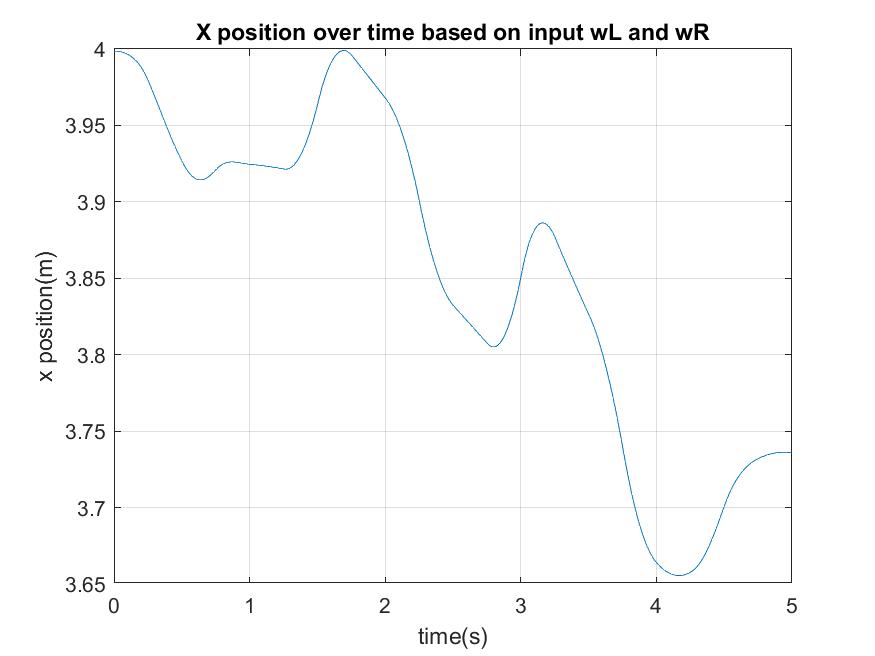 X position over time based on input wL and wR
4
3.95
3.9
3.85
3.8
3.75
3.7
3.65
x position(m)
0 1 2 3 4 5
time(s)